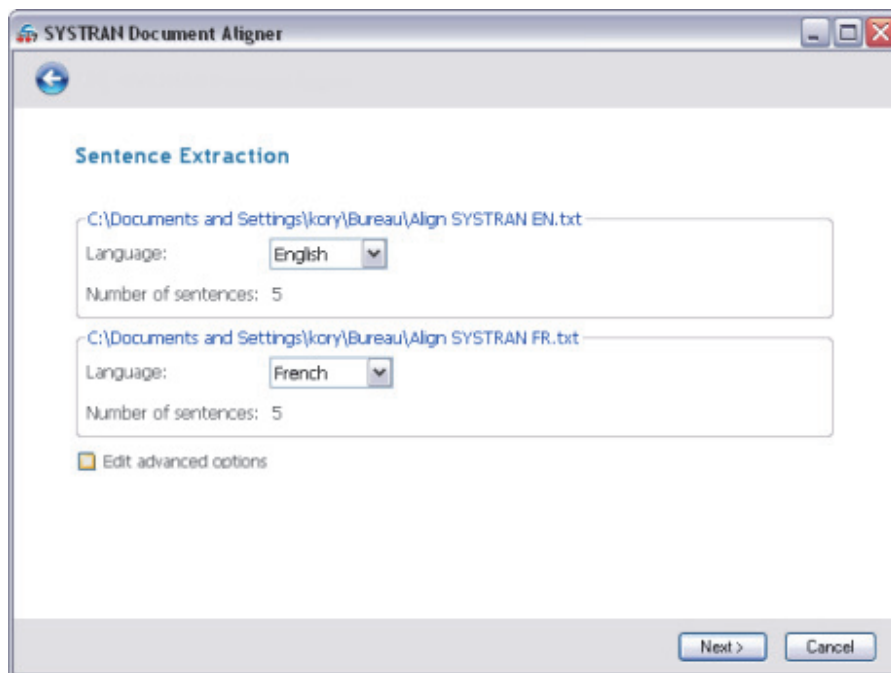 SYSTRAN Document Aligner
Sentence Extraction
C:\Documents and Settings\kory\Bureau\Align SYSTRAN EN.txt
Language: English
Number of sentences: 5
C:\Documents and Settings\kory\Bureau\Align SYSTRAN FR.txt
Language: French
Number of sentences: 5
Edit advanced options
Next > Cancel